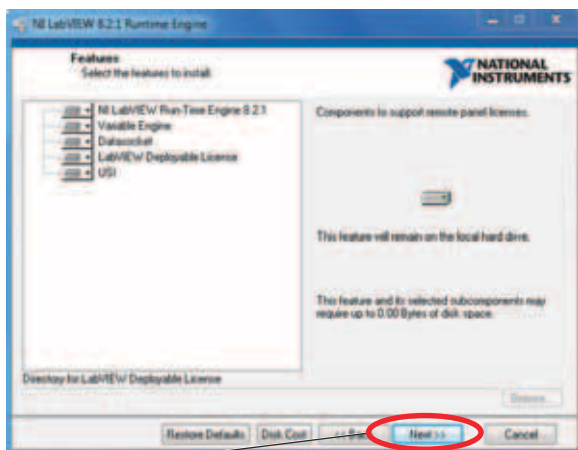 NI LabVIEW 8.2.1 Runtime Engine
Features
Select the features to install.
NATIONAL
INSTRUMENTS
NI LabVIEW Run-Time Engine 8.2.1
Variable Engine
Datasocket
LabVIEW Deployable License
USI
Components to support remote panel licenses.
This feature will remain on the local hard drive.
This feature and its selected subcomponents may
require up to 0.00 Bytes of disk space.
Directory for LabVIEW Deployable License
Browse...
Restore Defaults
Disk Cost
Next >>
Cancel